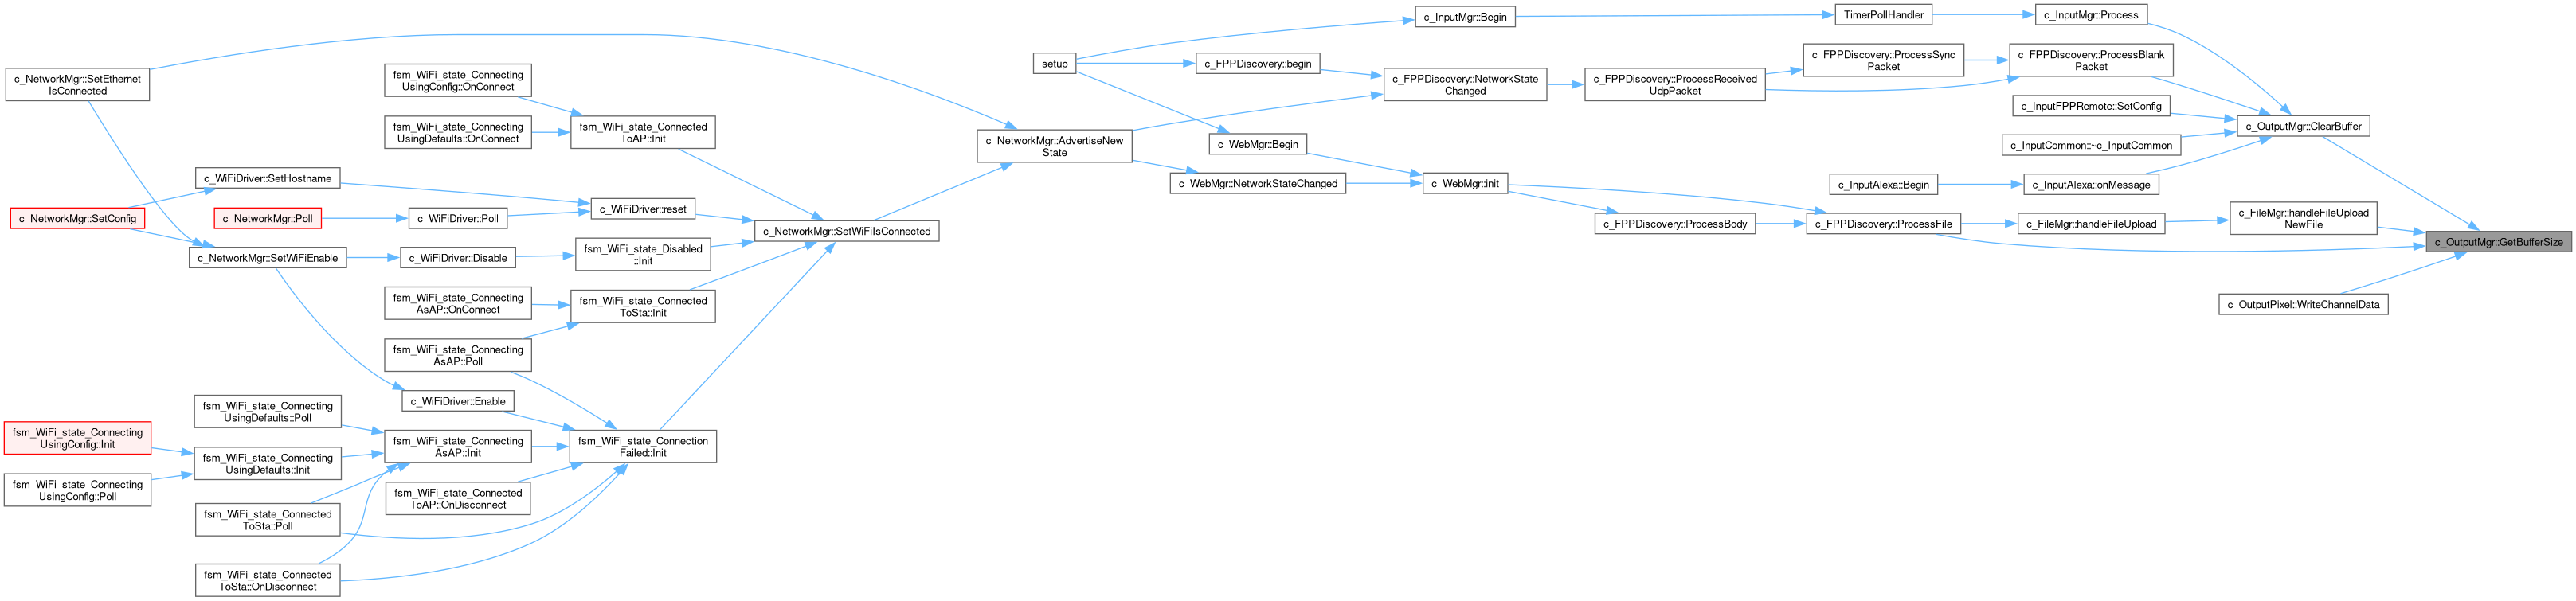 c_InputMgr::Begin
TimerPollHandler
c_InputMgr::Process
setup
c_FPPDiscovery::begin
c_FPPDiscovery::NetworkState
Changed
c_FPPDiscovery::ProcessReceived
UdpPacket
c_FPPDiscovery::ProcessSync
Packet
c_FPPDiscovery::ProcessBlank
Packet
c_InputFPPRemote::SetConfig
c_OutputMgr::ClearBuffer
c_InputCommon::~c_InputCommon
c_InputAlexa::Begin
c_InputAlexa::onMessage
c_NetworkMgr::SetEthernet
IsConnected
fsm_WiFi_state_Connecting
UsingConfig::OnConnect
fsm_WiFi_state_Connecting
UsingDefaults::OnConnect
fsm_WiFi_state_Connected
ToAP::Init
c_NetworkMgr::AdvertiseNew
State
c_WebMgr::Begin
c_WebMgr::NetworkStateChanged
c_WebMgr::init
c_FPPDiscovery::ProcessBody
c_FPPDiscovery::ProcessFile
c_FileMgr::handleFileUpload
c_FileMgr::handleFileUpload
NewFile
c_OutputMgr::GetBufferSize
c_OutputPixel::WriteChannelData
c_WiFiDriver::SetHostname
c_NetworkMgr::SetConfig
c_NetworkMgr::Poll
c_WiFiDriver::Poll
c_WiFiDriver::reset
c_NetworkMgr::SetWiFiIsConnected
c_NetworkMgr::SetWiFiEnable
c_WiFiDriver::Disable
fsm_WiFi_state_Disabled
::Init
fsm_WiFi_state_Connecting
AsAP::OnConnect
fsm_WiFi_state_Connected
ToSta::Init
fsm_WiFi_state_Connecting
AsAP::Poll
c_WiFiDriver::Enable
fsm_WiFi_state_Connecting
UsingDefaults::Poll
fsm_WiFi_state_Connecting
UsingConfig::Init
fsm_WiFi_state_Connecting
UsingDefaults::Init
fsm_WiFi_state_Connecting
AsAP::Init
fsm_WiFi_state_Connection
Failed::Init
fsm_WiFi_state_Connecting
UsingConfig::Poll
fsm_WiFi_state_Connected
ToAP::OnDisconnect
fsm_WiFi_state_Connected
ToSta::Poll
fsm_WiFi_state_Connected
ToSta::OnDisconnect